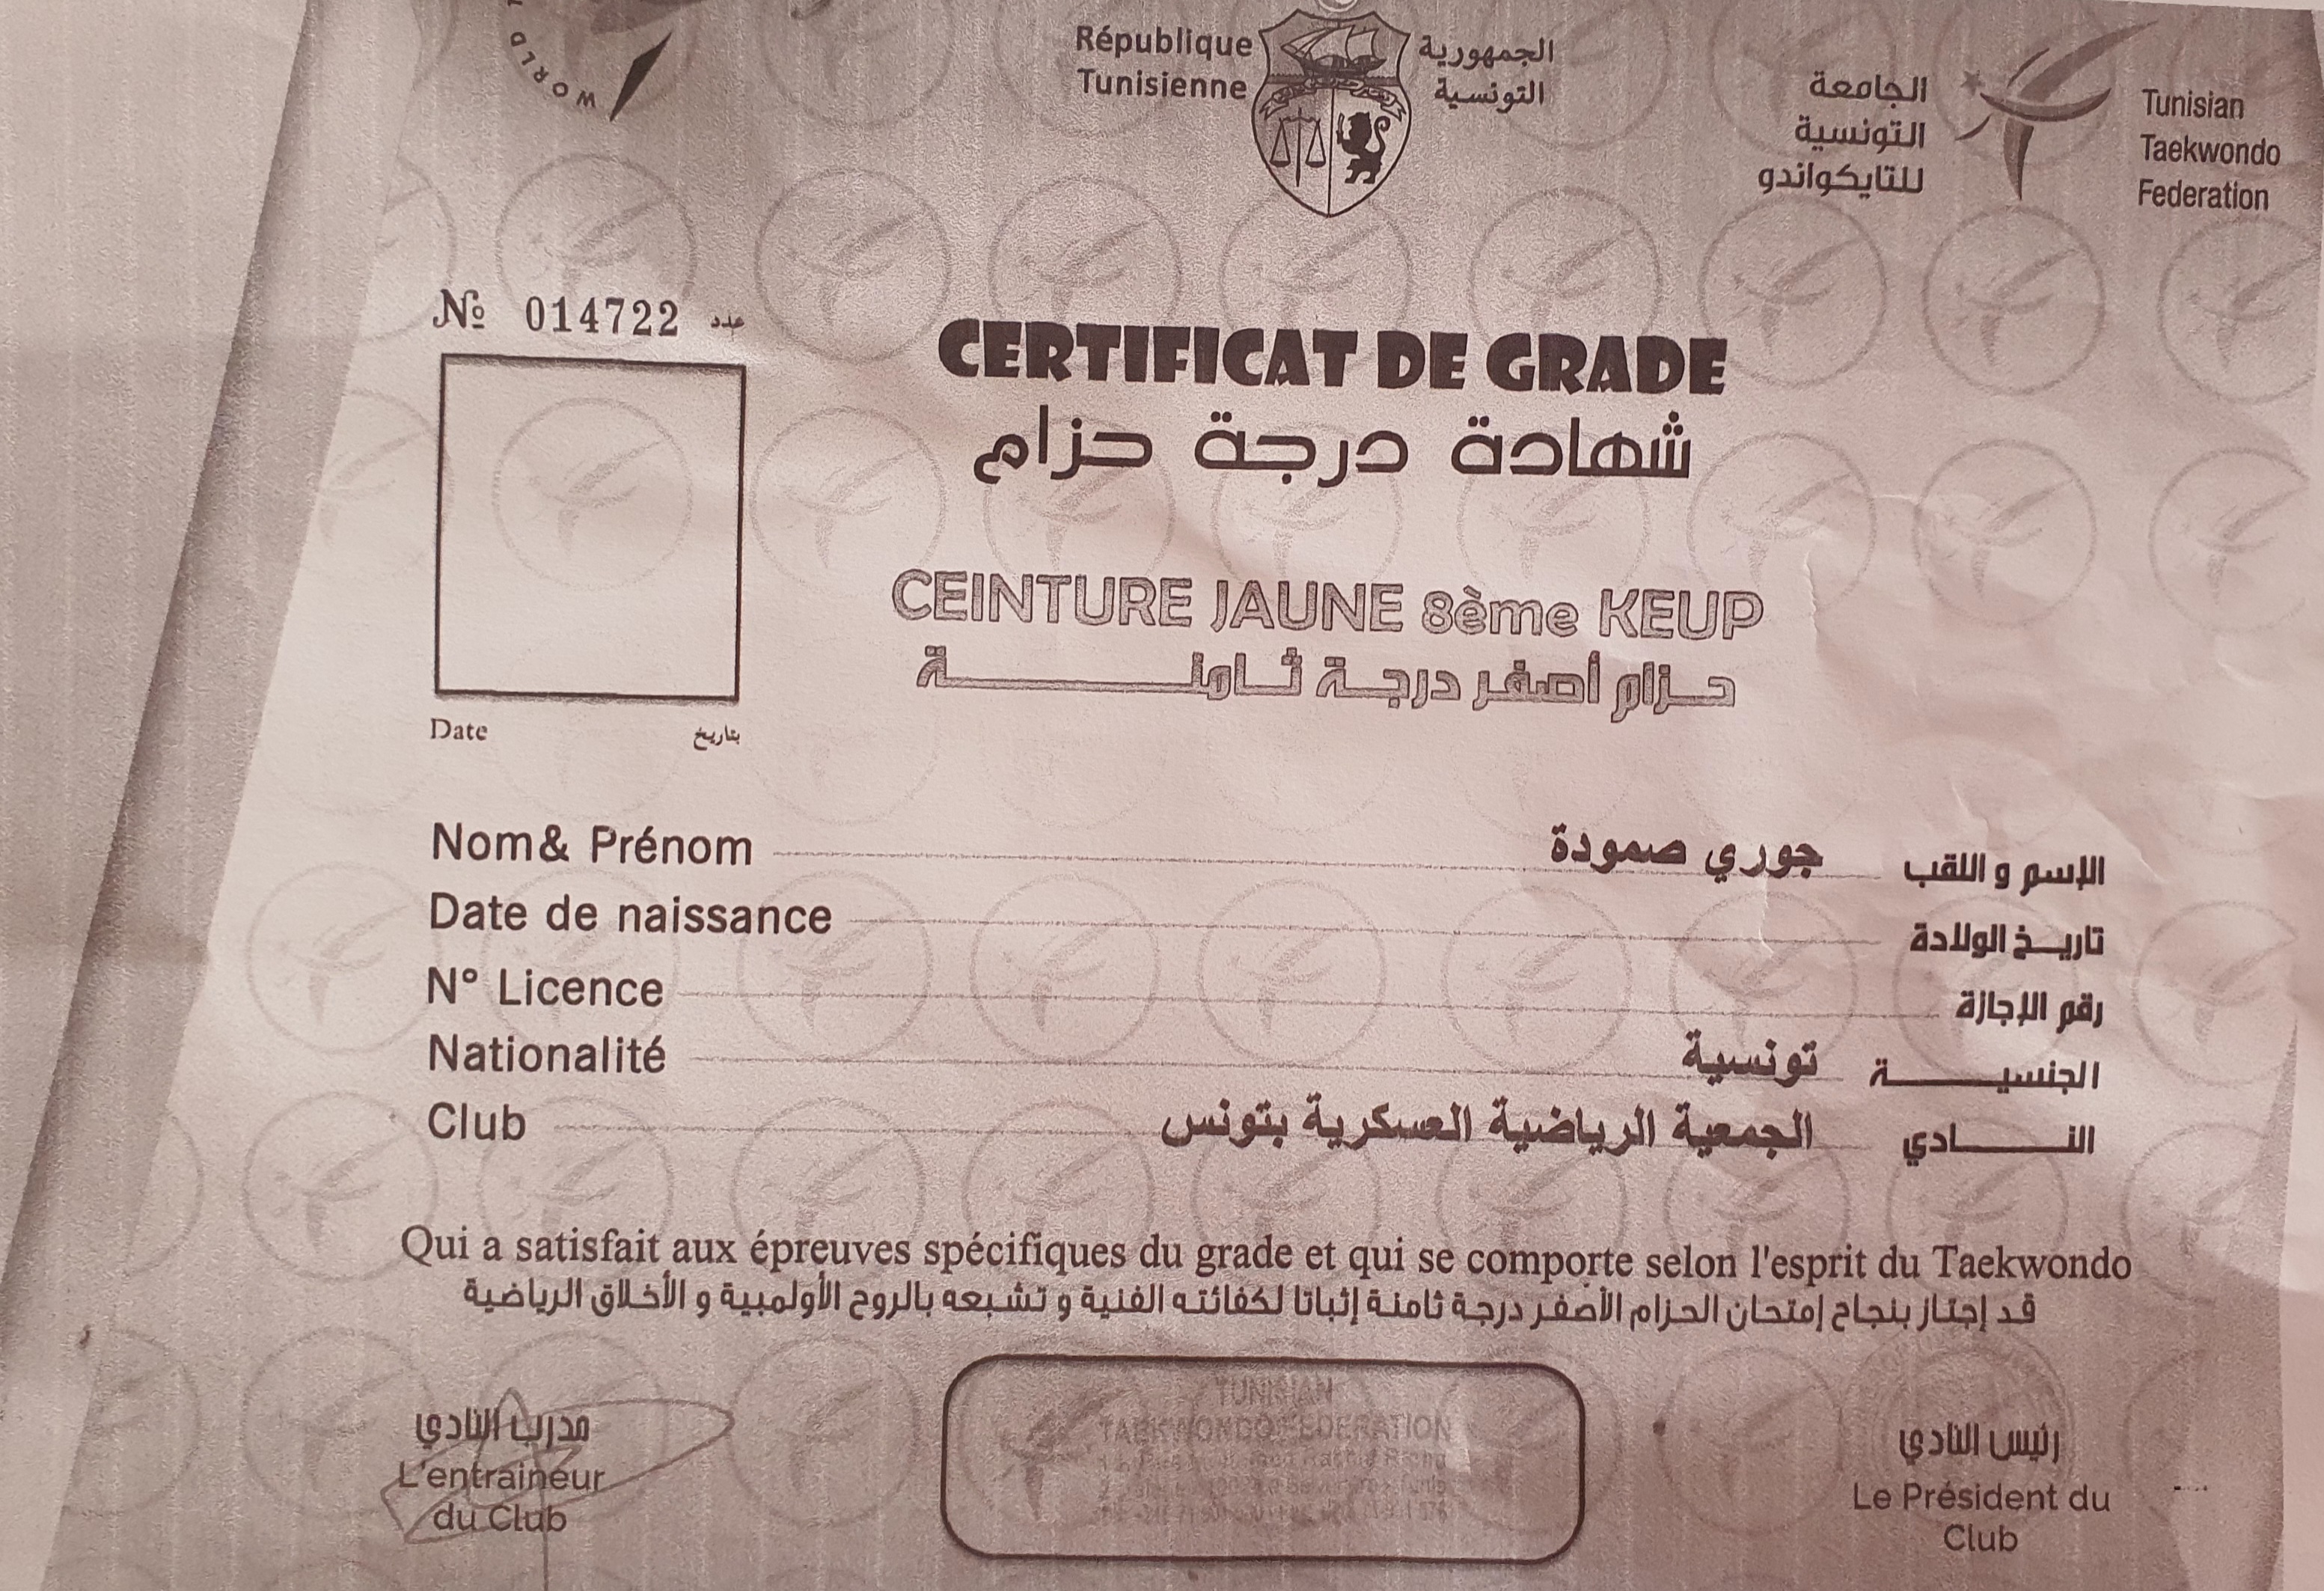 WORLD
République
Tunisienne
الجمهورية
التونسية
الجامعة
التونسية
للتايكواندو
Tunisian
Taekwondo
Federation
№ 014722 عدد
CERTIFICAT DE GRADE
شهادة درجة حزام
CEINTURE JAUNE 8ème KEUP
حزام أصفر درجة ثامنة
Date بتاريخ
Nom& Prénom جوري صمودة الإسم و اللقب
Date de naissance تاريخ الولادة
N° Licence رقم الإجازة
Nationalité تونسية الجنسية
Club الجمعية الرياضية العسكرية بتونس النادي
Qui a satisfait aux épreuves spécifiques du grade et qui se comporte selon l'esprit du Taekwondo
قد إجتاز بنجاح إمتحان الحزام الأصفر درجة ثامنة إثباتا لكفائته الفنية و تشبعه بالروح الأولمبية و الأخلاق الرياضية
مدرب النادي
L'entraineur
du Club
TUNISIAN
TAEKWONDO FEDERATION
رئيس النادي
Le Président du
Club